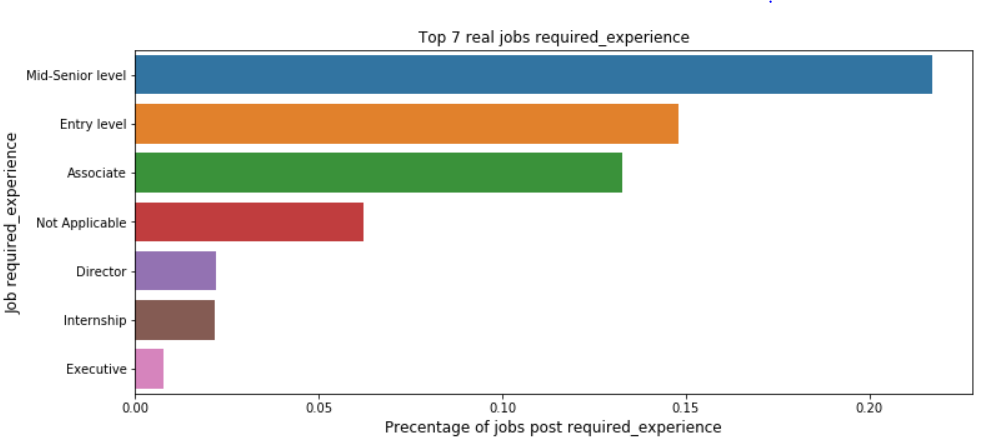 Top 7 real jobs required_experience
Job required_experience
Mid-Senior level
Entry level
Associate
Not Applicable
Director
Internship
Executive
0.00 0.05 0.10 0.15 0.20
Precentage of jobs post required_experience